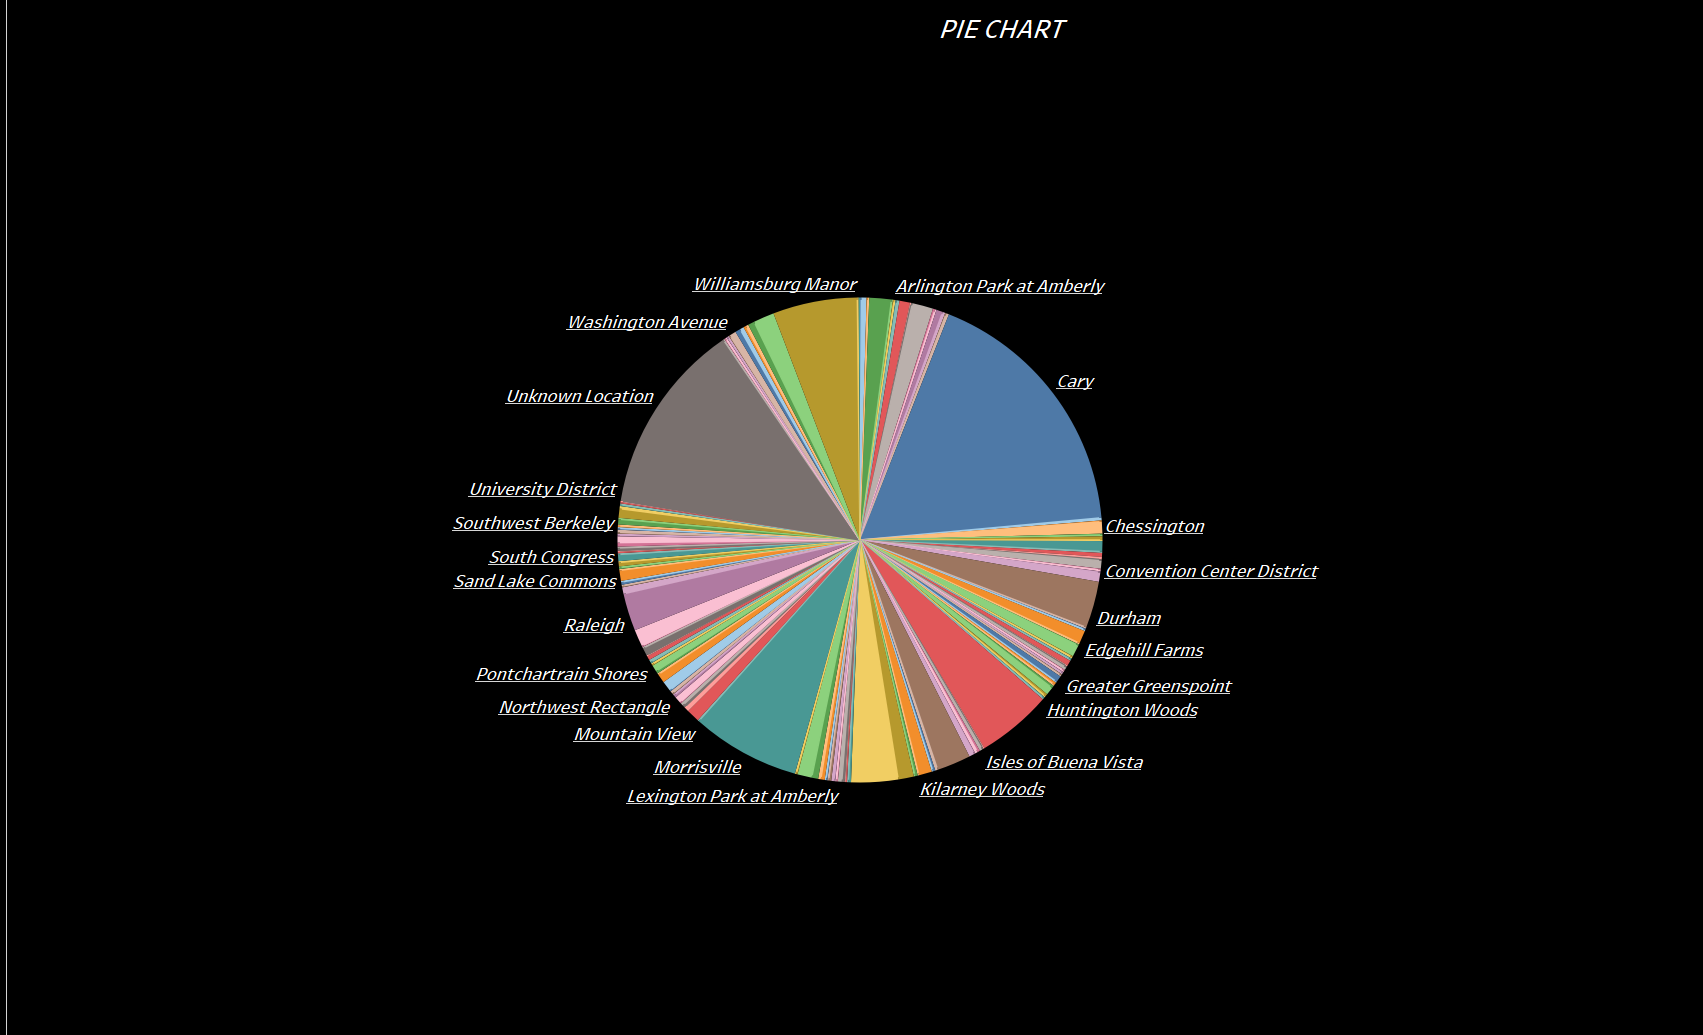 PIE CHART
Williamsburg Manor
Arlington Park at Amberly
Washington Avenue
Cary
Unknown Location
University District
Southwest Berkeley
Chessington
South Congress
Convention Center District
Sand Lake Commons
Durham
Raleigh
Edgehill Farms
Pontchartrain Shores
Greater Greenspoint
Northwest Rectangle
Huntington Woods
Mountain View
Isles of Buena Vista
Morrisville
Kilarney Woods
Lexington Park at Amberly